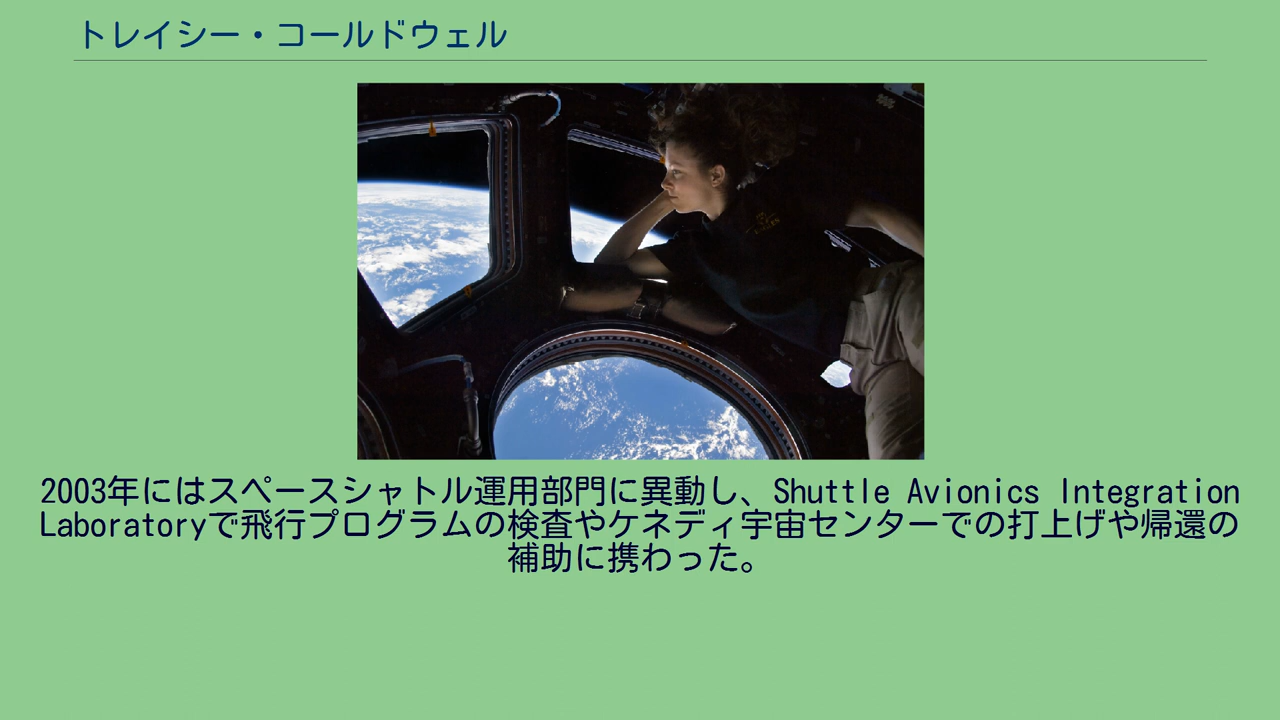 トレイシー・コールドウェル
2003年にはスペースシャトル運用部門に異動し、Shuttle Avionics Integration
Laboratoryで飛行プログラムの検査やケネディ宇宙センターでの打上げや帰還の
補助に携わった。